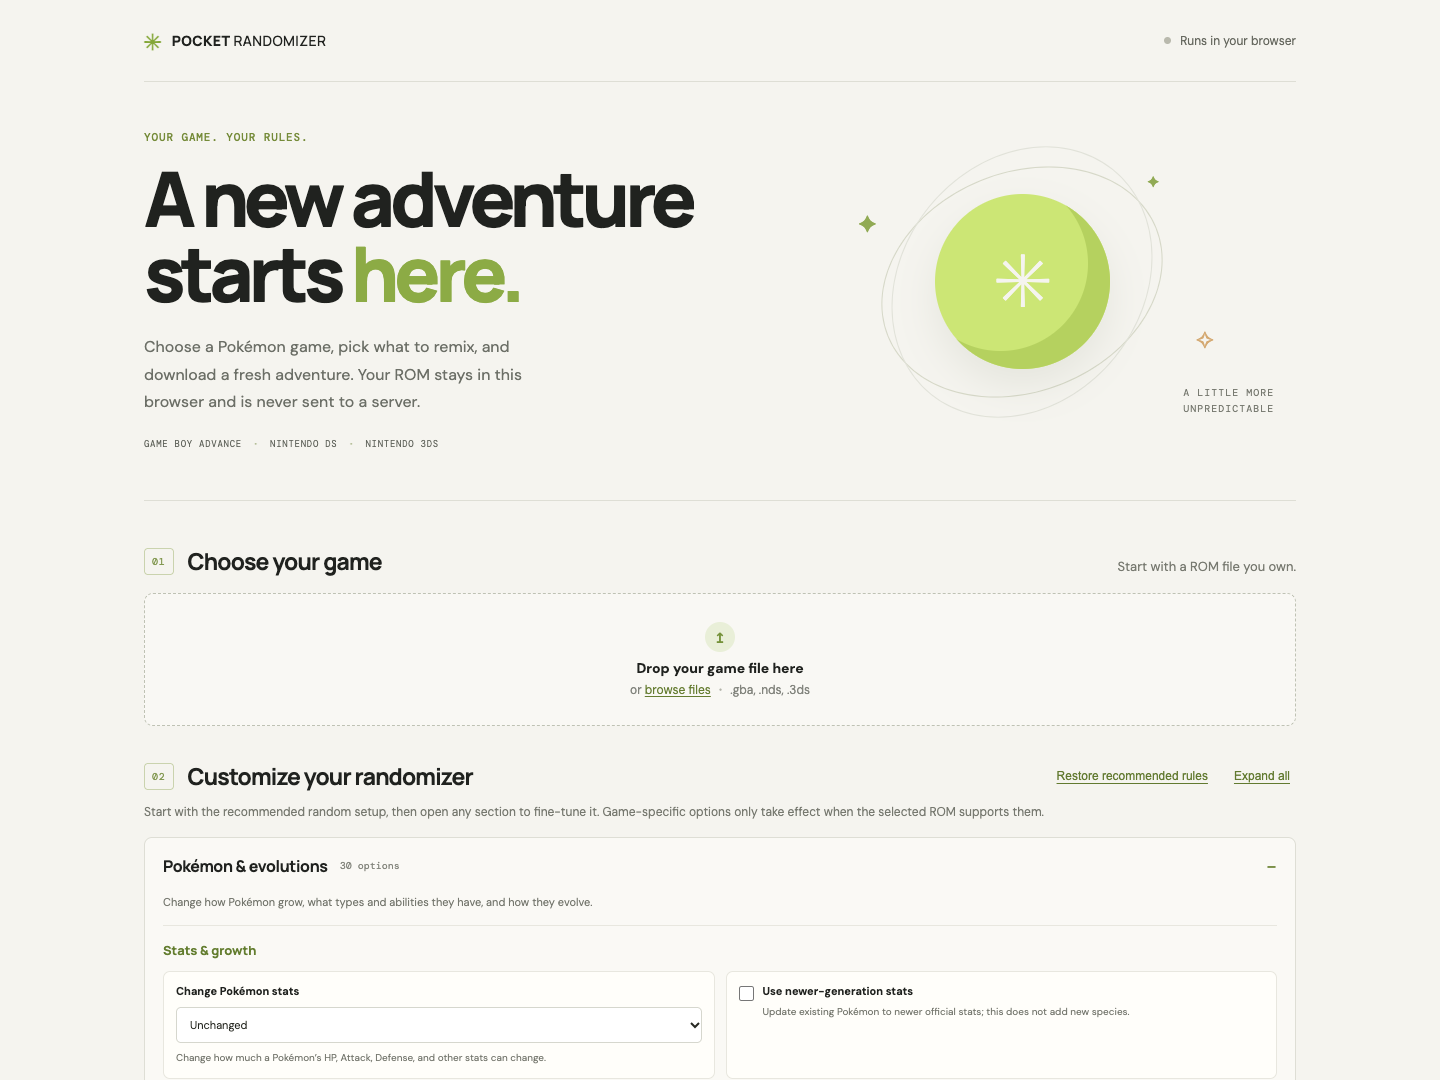 POCKET RANDOMIZER
Runs in your browser
YOUR GAME. YOUR RULES.
A new adventure
starts here.
Choose a Pokémon game, pick what to remix, and
download a fresh adventure. Your ROM stays in this
browser and is never sent to a server.
GAME BOY ADVANCE · NINTENDO DS · NINTENDO 3DS
A LITTLE MORE
UNPREDICTABLE
01 Choose your game
Start with a ROM file you own.
Drop your game file here
or browse files · .gba, .nds, .3ds
02 Customize your randomizer
Restore recommended rules Expand all
Start with the recommended random setup, then open any section to fine-tune it. Game-specific options only take effect when the selected ROM supports them.
Pokémon & evolutions 30 options
Change how Pokémon grow, what types and abilities they have, and how they evolve.
Stats & growth
Change Pokémon stats
Unchanged
Change how much a Pokémon's HP, Attack, Defense, and other stats can change.
Use newer-generation stats
Update existing Pokémon to newer official stats; this does not add new species.